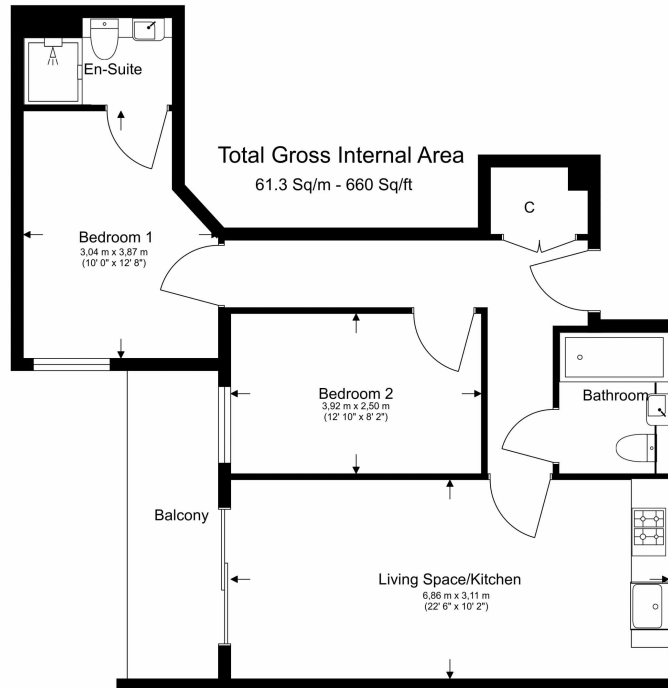 En-Suite
Total Gross Internal Area
61.3 Sq/m - 660 Sq/ft
C
Bedroom 1
3,04 m x 3,87 m
(10' 0" x 12' 8")
Bedroom 2
3,92 m x 2,50 m
(12' 10" x 8' 2")
Bathroom
Balcony
Living Space/Kitchen
6,86 m x 3,11 m
(22' 6" x 10' 2")